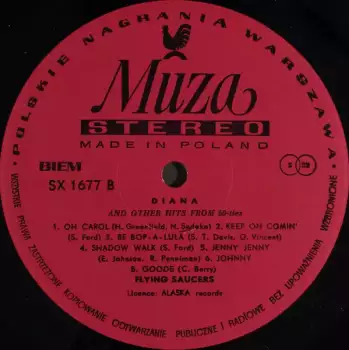 POLSKIE NAGRANIA WARSZAWA
Muza
STEREO
MADE IN POLAND
BIEM
SX 1677 B
DIANA
AND OTHER HITS FROM 50-ties
1. OH CAROL (N. Greenfield, N. Sedaka) 2. KEEP ON COMIN'
(S. Ford) 3. BE BOP-A-LULA (S. T. Davis, G. Vincent)
4. SHADOW WALK (S. Ford) 5. JENNY JENNY
(E. Johnson, R. Penniman) 6. JOHNNY
B. GOODE (C. Berry)
FLYING SAUCERS
Licence: ALASKA records
WSZELKIE PRAWA ZASTRZEŻONE KOPIOWANIE ODTWARZANIE PUBLICZNE I RADIOWE BEZ UPOWAŻNIENIA WZBRONIONE